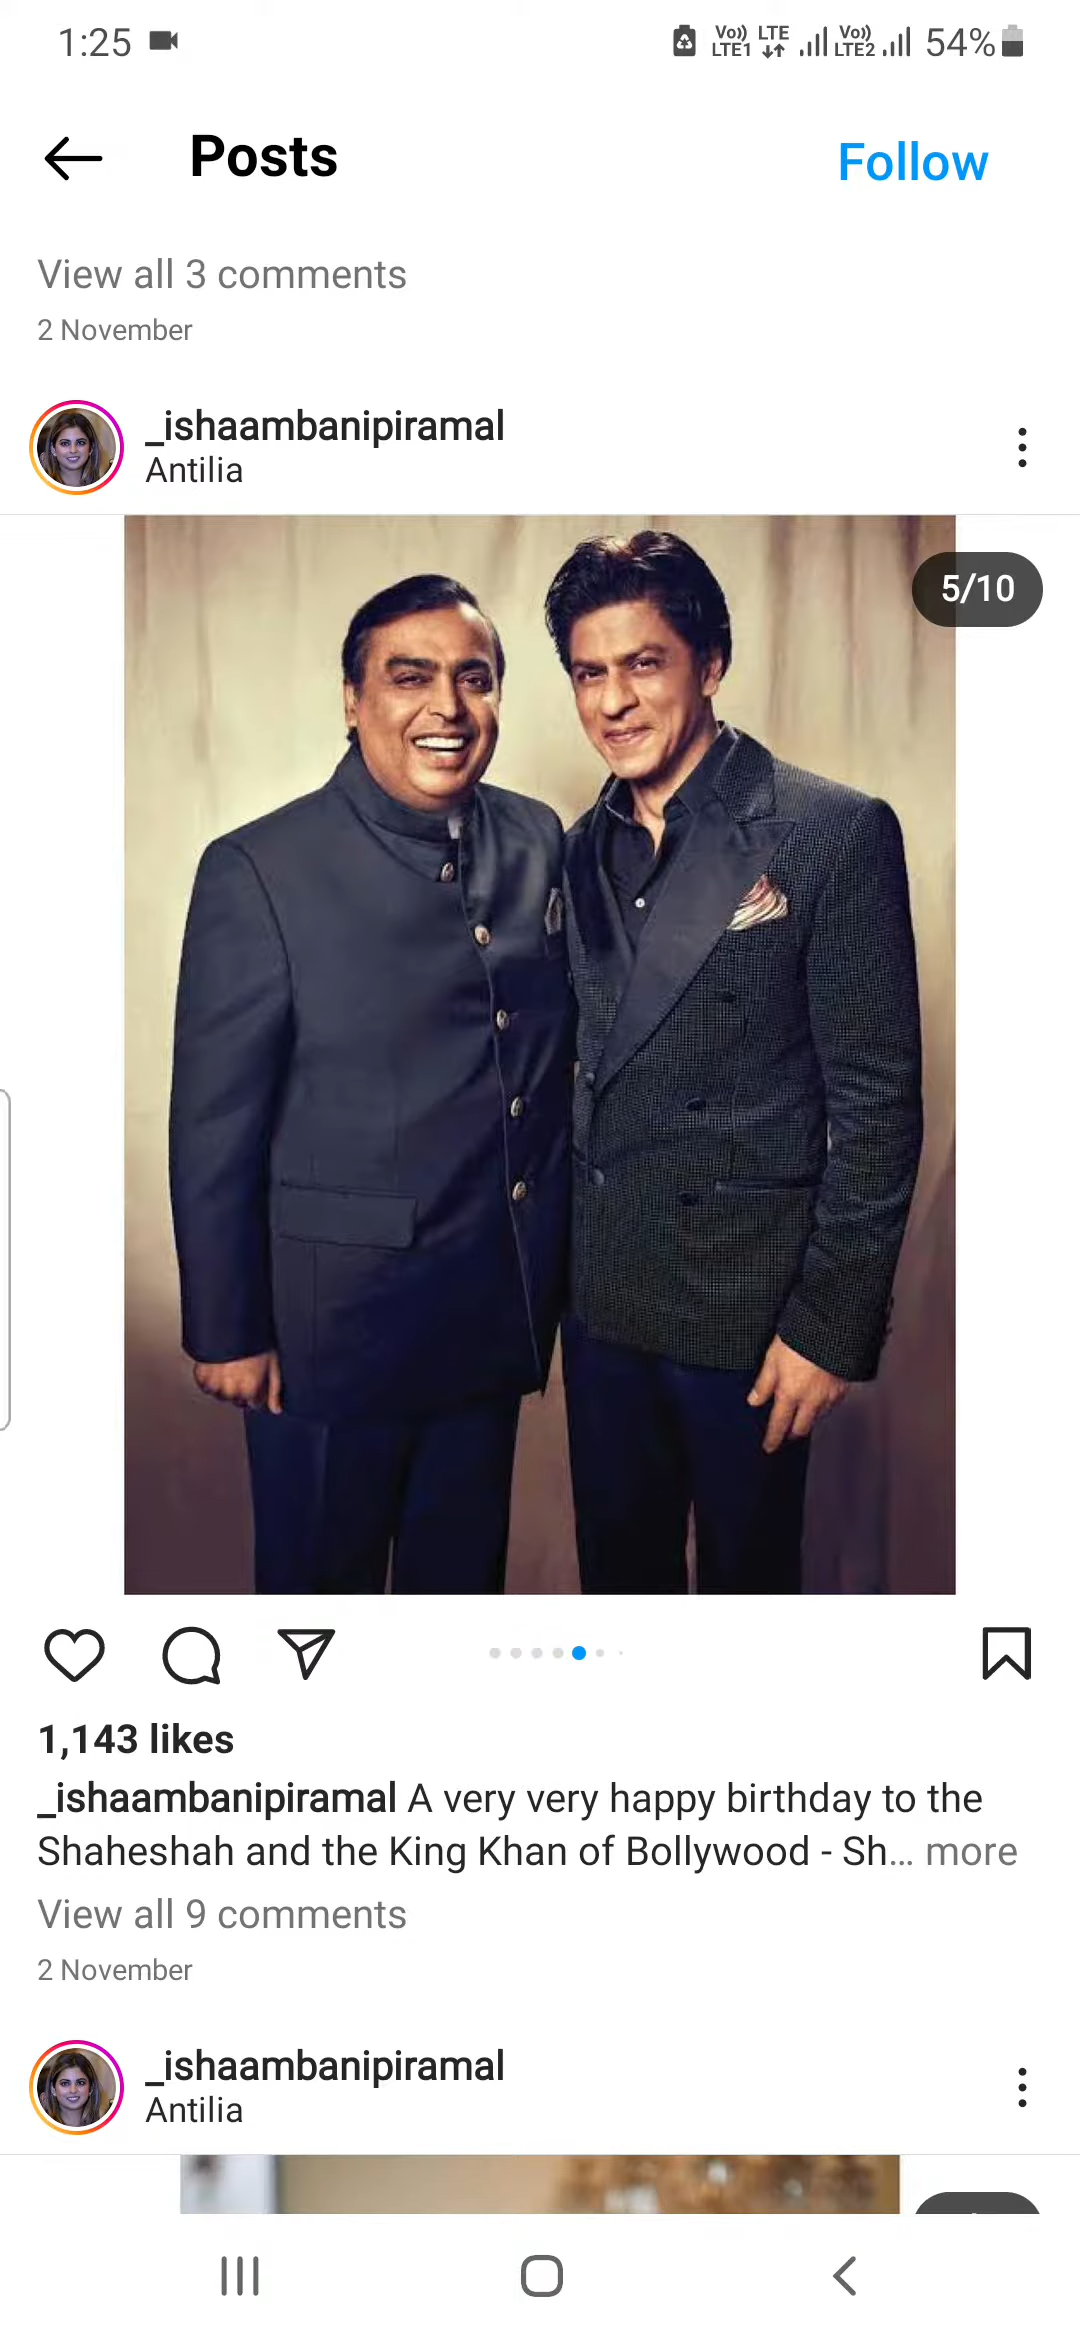 1:25 Vo)) LTE1 LTE Vo)) LTE2 54%
Posts Follow
View all 3 comments
2 November
_ishaambanipiramal
Antilia
5/10
1,143 likes
_ishaambanipiramal A very very happy birthday to the
Shaheshah and the King Khan of Bollywood - Sh... more
View all 9 comments
2 November
_ishaambanipiramal
Antilia